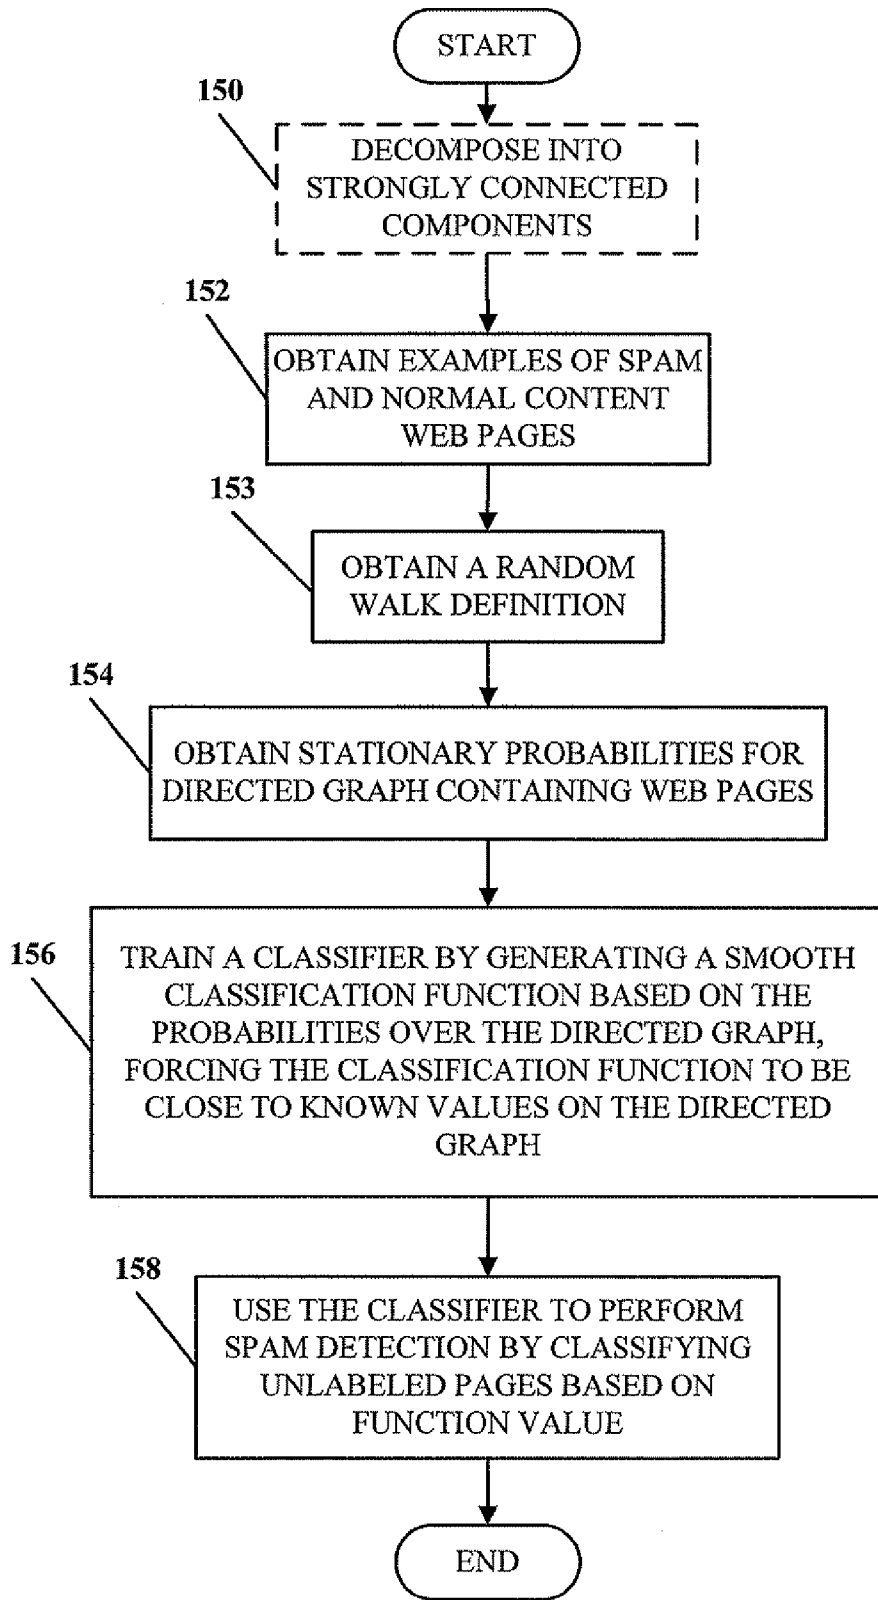 START
150
DECOMPOSE INTO
STRONGLY CONNECTED
COMPONENTS
152
OBTAIN EXAMPLES OF SPAM
AND NORMAL CONTENT
WEB PAGES
153
OBTAIN A RANDOM
WALK DEFINITION
154
OBTAIN STATIONARY PROBABILITIES FOR
DIRECTED GRAPH CONTAINING WEB PAGES
156
TRAIN A CLASSIFIER BY GENERATING A SMOOTH
CLASSIFICATION FUNCTION BASED ON THE
PROBABILITIES OVER THE DIRECTED GRAPH,
FORCING THE CLASSIFICATION FUNCTION TO BE
CLOSE TO KNOWN VALUES ON THE DIRECTED
GRAPH
158
USE THE CLASSIFIER TO PERFORM
SPAM DETECTION BY CLASSIFYING
UNLABELED PAGES BASED ON
FUNCTION VALUE
END